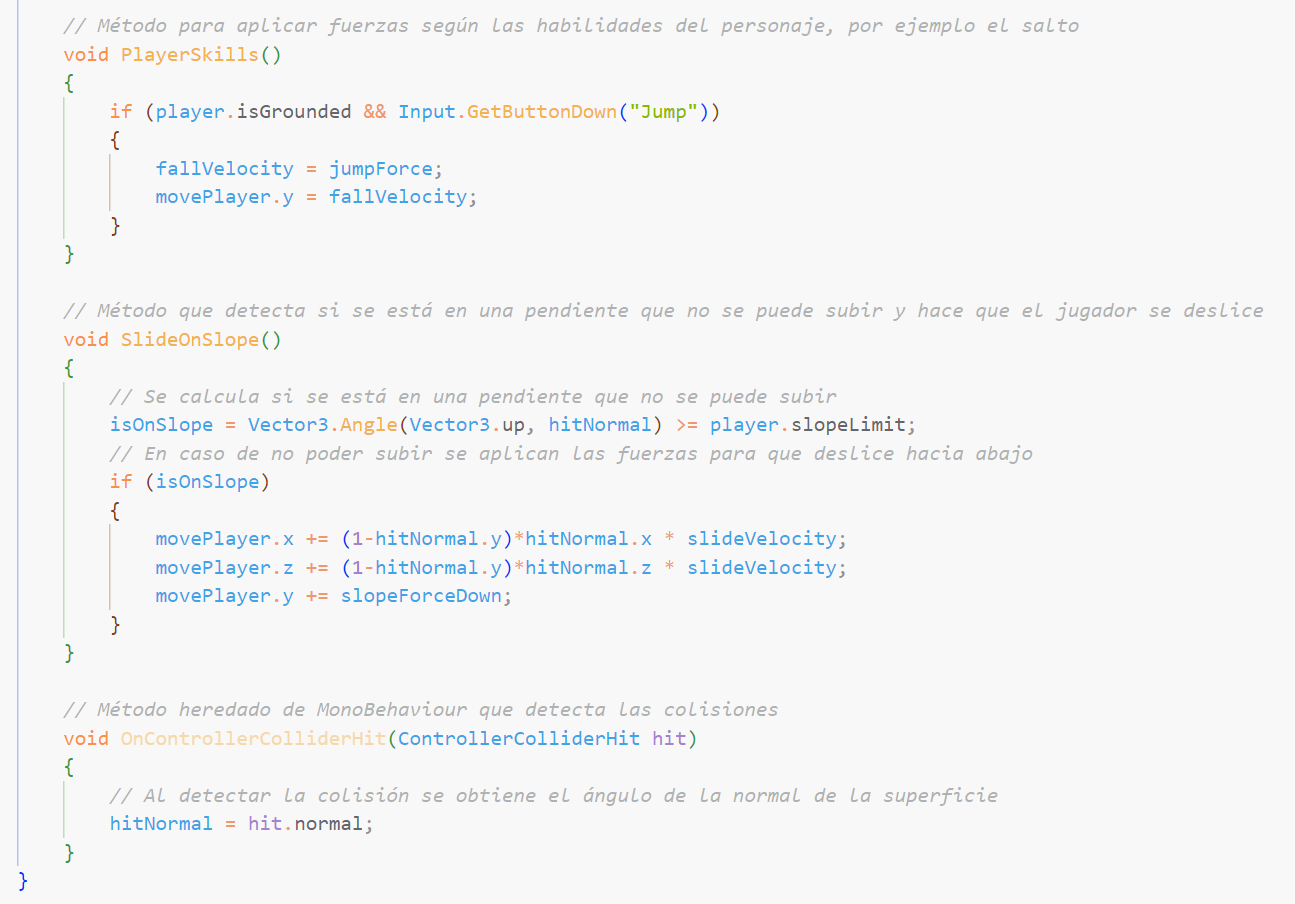 // Método para aplicar fuerzas según las habilidades del personaje, por ejemplo el salto
void PlayerSkills()
{
if (player.isGrounded && Input.GetButtonDown("Jump"))
{
fallVelocity = jumpForce;
movePlayer.y = fallVelocity;
}
}
// Método que detecta si se está en una pendiente que no se puede subir y hace que el jugador se deslice
void SlideOnSlope()
{
// Se calcula si se está en una pendiente que no se puede subir
isOnSlope = Vector3.Angle(Vector3.up, hitNormal) >= player.slopeLimit;
// En caso de no poder subir se aplican las fuerzas para que deslice hacia abajo
if (isOnSlope)
{
movePlayer.x += (1-hitNormal.y)*hitNormal.x * slideVelocity;
movePlayer.z += (1-hitNormal.y)*hitNormal.z * slideVelocity;
movePlayer.y += slopeForceDown;
}
}
// Método heredado de MonoBehaviour que detecta las colisiones
void OnControllerColliderHit(ControllerColliderHit hit)
{
// Al detectar la colisión se obtiene el ángulo de la normal de la superficie
hitNormal = hit.normal;
}
}